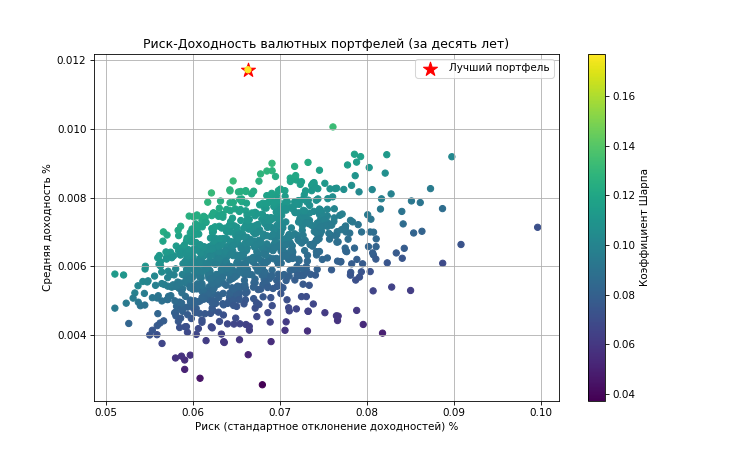 Риск-Доходность валютных портфелей (за десять лет)
Лучший портфель
0.012
0.010
0.008
0.006
0.004
Средняя доходность %
0.05 0.06 0.07 0.08 0.09 0.10
Риск (стандартное отклонение доходностей) %
0.16
0.14
0.12
0.10
0.08
0.06
0.04
Коэффициент Шарпа